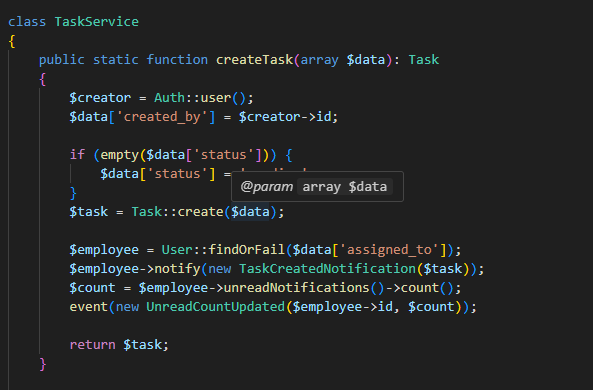 class TaskService
{
    public static function createTask(array $data): Task
    {
        $creator = Auth::user();
        $data['created_by'] = $creator->id;

        if (empty($data['status'])) {
            $data['status'] =
@param array $data
        }
        $task = Task::create($data);

        $employee = User::findOrFail($data['assigned_to']);
        $employee->notify(new TaskCreatedNotification($task));
        $count = $employee->unreadNotifications()->count();
        event(new UnreadCountUpdated($employee->id, $count));

        return $task;
    }